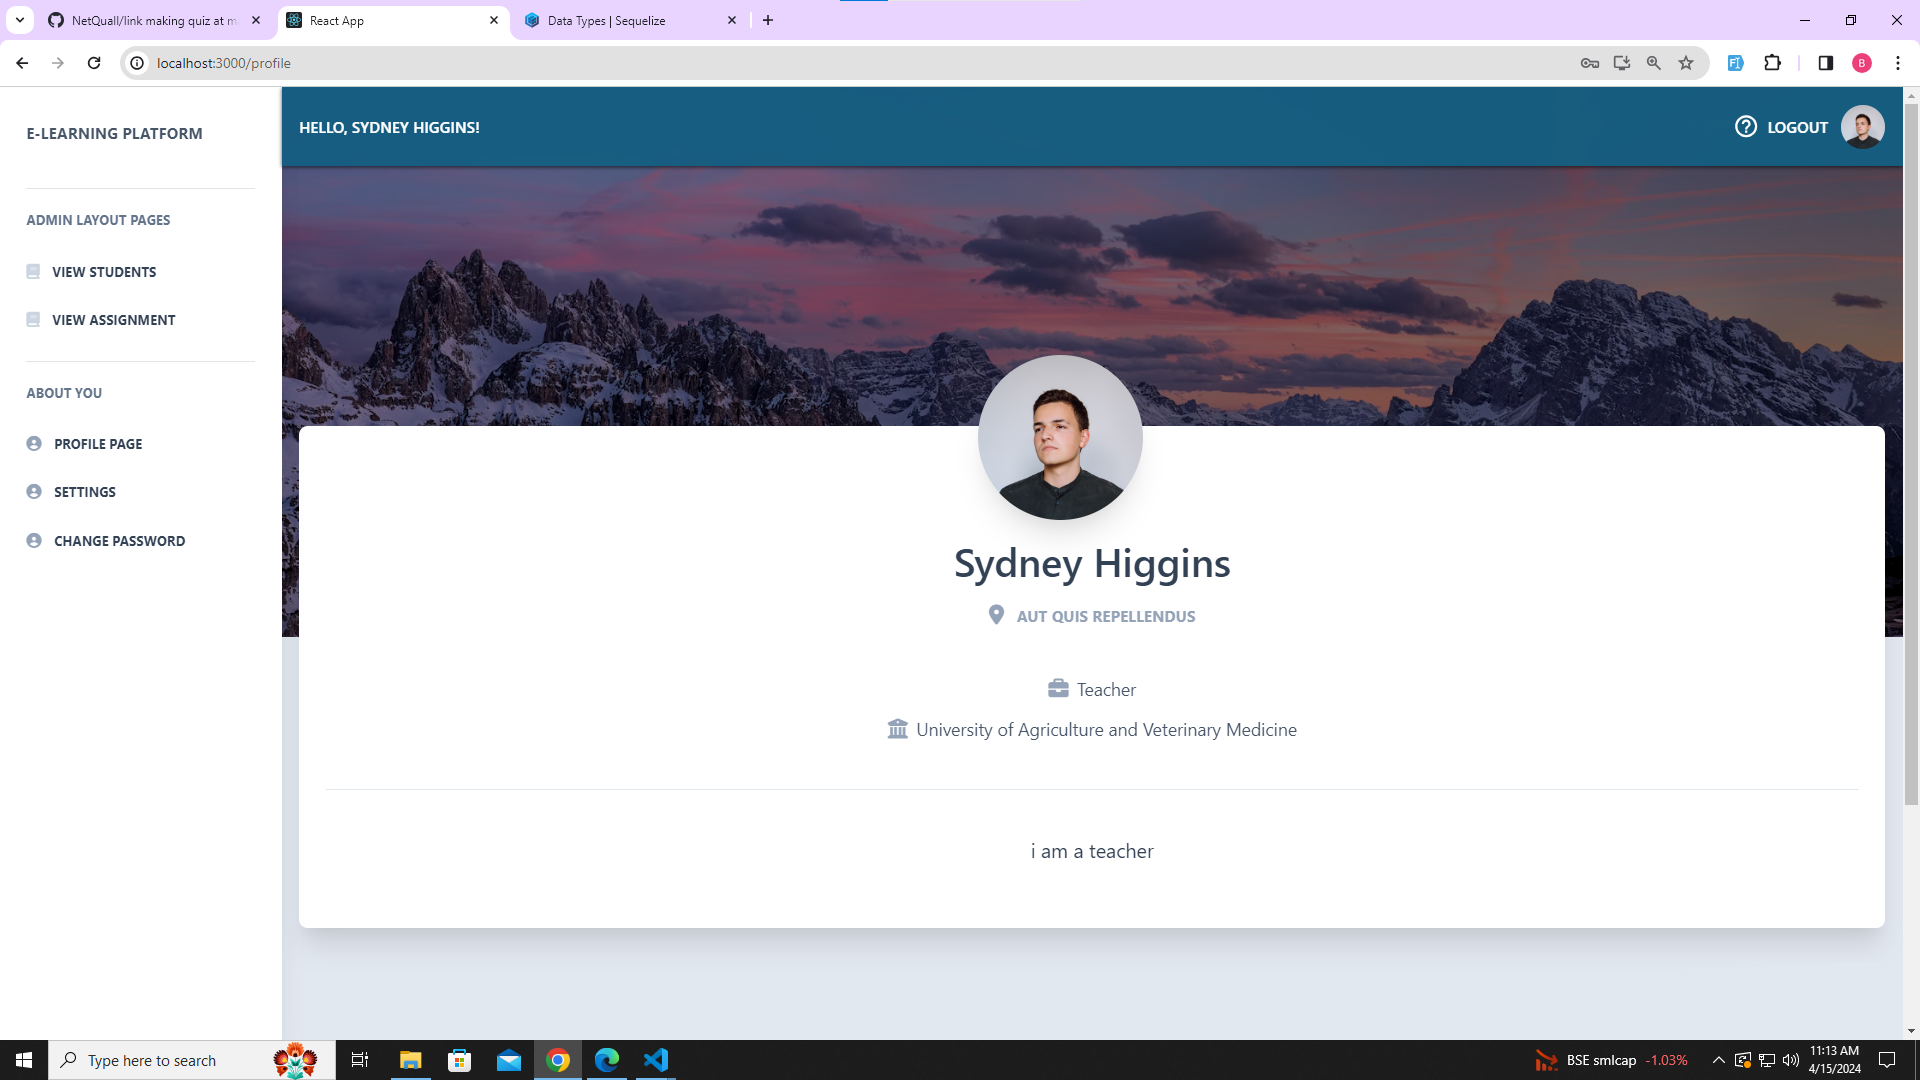 NetQuall/link making quiz at ma
React App
Data Types | Sequelize
localhost:3000/profile
B
E-LEARNING PLATFORM
HELLO, SYDNEY HIGGINS!
LOGOUT
ADMIN LAYOUT PAGES
VIEW STUDENTS
VIEW ASSIGNMENT
ABOUT YOU
PROFILE PAGE
SETTINGS
CHANGE PASSWORD
Sydney Higgins
AUT QUIS REPELLENDUS
Teacher
University of Agriculture and Veterinary Medicine
i am a teacher
Type here to search
BSE smlcap -1.03%
11:13 AM
4/15/2024